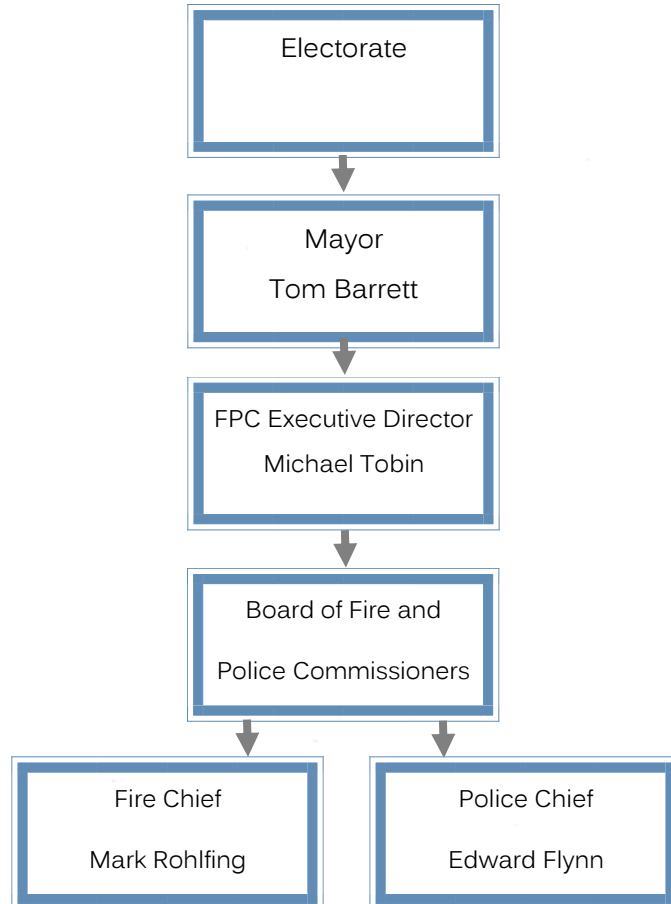 Electorate
Mayor
Tom Barrett
FPC Executive Director
Michael Tobin
Board of Fire and
Police Commissioners
Fire Chief
Mark Rohlfing
Police Chief
Edward Flynn